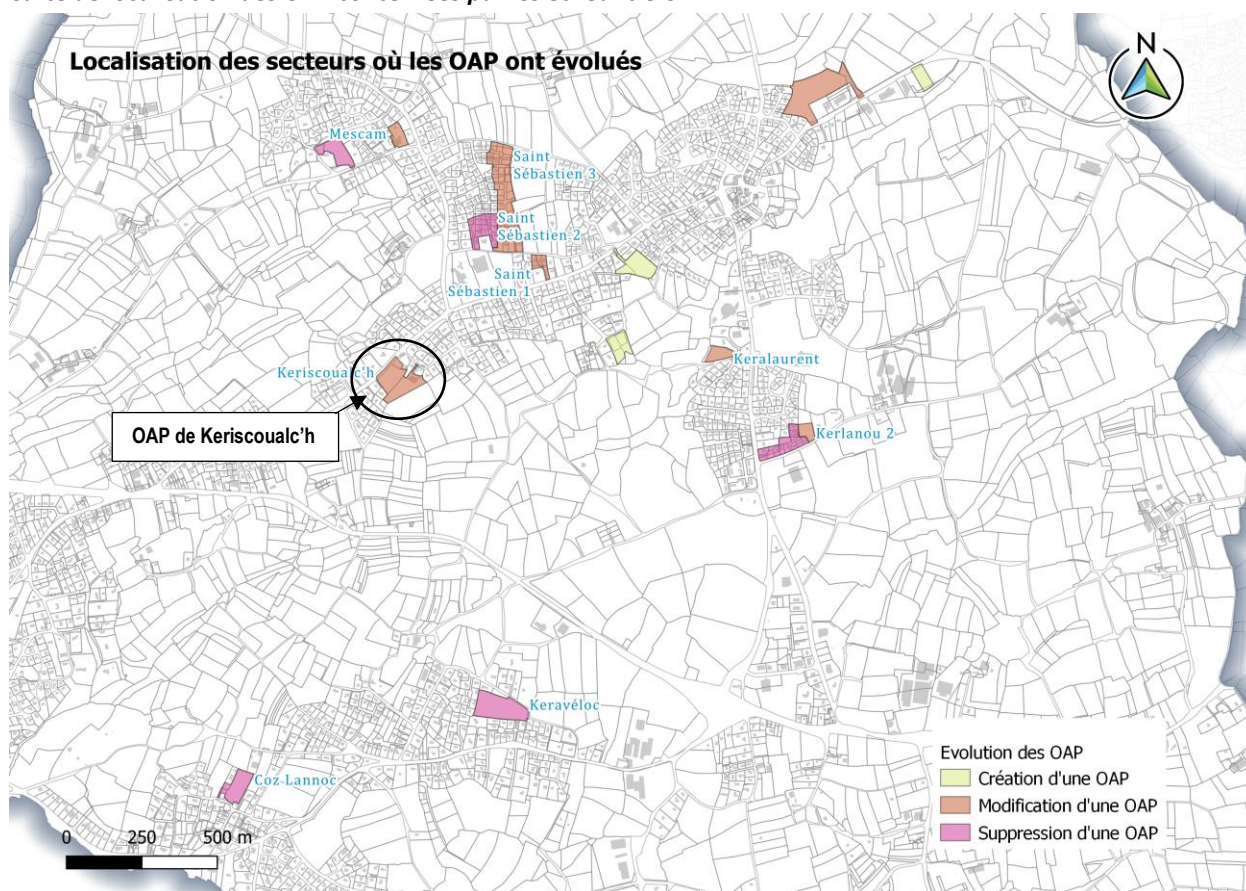 Localisation des secteurs où les OAP ont évolués
N
Mescam
Saint
Sébastien 3
Saint
Sébastien 2
Saint
Sébastien 1
Keriscoualc'h
Keralaurent
OAP de Keriscoualc'h
Kerlanou 2
Keravéloc
Coz Lannoc
Evolution des OAP
Création d'une OAP
Modification d'une OAP
Suppression d'une OAP
0 250 500 m